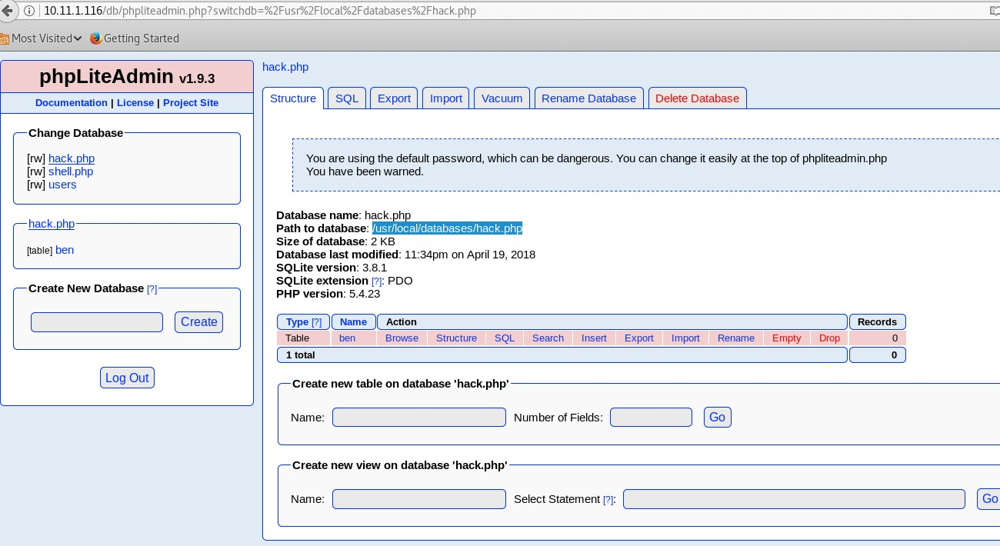 10.11.1.116/db/phpliteadmin.php?switchdb=%2Fusr%2Flocal%2Fdatabases%2Fhack.php
Most Visited Getting Started
phpLiteAdmin v1.9.3
Documentation | License | Project Site
Change Database
[rw] hack.php
[rw] shell.php
[rw] users
hack.php
[table] ben
Create New Database [?]
Create
Log Out
hack.php
Structure SQL Export Import Vacuum Rename Database Delete Database
You are using the default password, which can be dangerous. You can change it easily at the top of phpliteadmin.php
You have been warned.
Database name: hack.php
Path to database: /usr/local/databases/hack.php
Size of database: 2 KB
Database last modified: 11:34pm on April 19, 2018
SQLite version: 3.8.1
SQLite extension [?]: PDO
PHP version: 5.4.23
Type [?] Name Action Records
Table ben Browse Structure SQL Search Insert Export Import Rename Empty Drop 0
1 total 0
Create new table on database 'hack.php'
Name: Number of Fields: Go
Create new view on database 'hack.php'
Name: Select Statement [?]: Go